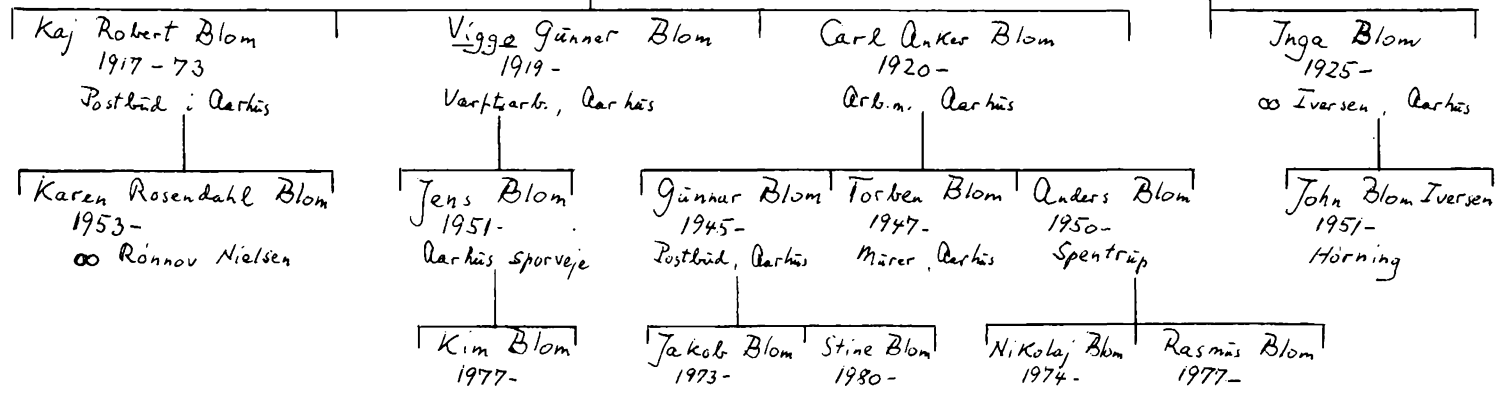 Kaj Robert Blom
1917-73
Postbud i Aarhus
Viggo Gunnar Blom
1919-
Værftsarb., Aarhus
Carl Anker Blom
1920-
Arb.m. Aarhus
Inga Blom
1925-
∞ Iversen, Aarhus
Karen Rosendahl Blom
1953-
∞ Rönnov Nielsen
Jens Blom
1951-
Aarhus sporveje
Gunnar Blom
1945-
Postbud, Aarhus
Torben Blom
1947-
Murer, Aarhus
Anders Blom
1950-
Spentrup
John Blom Iversen
1951-
Hörning
Kim Blom
1977-
Jakob Blom
1973-
Stine Blom
1980-
Nikolaj Blom
1974-
Rasmus Blom
1977-